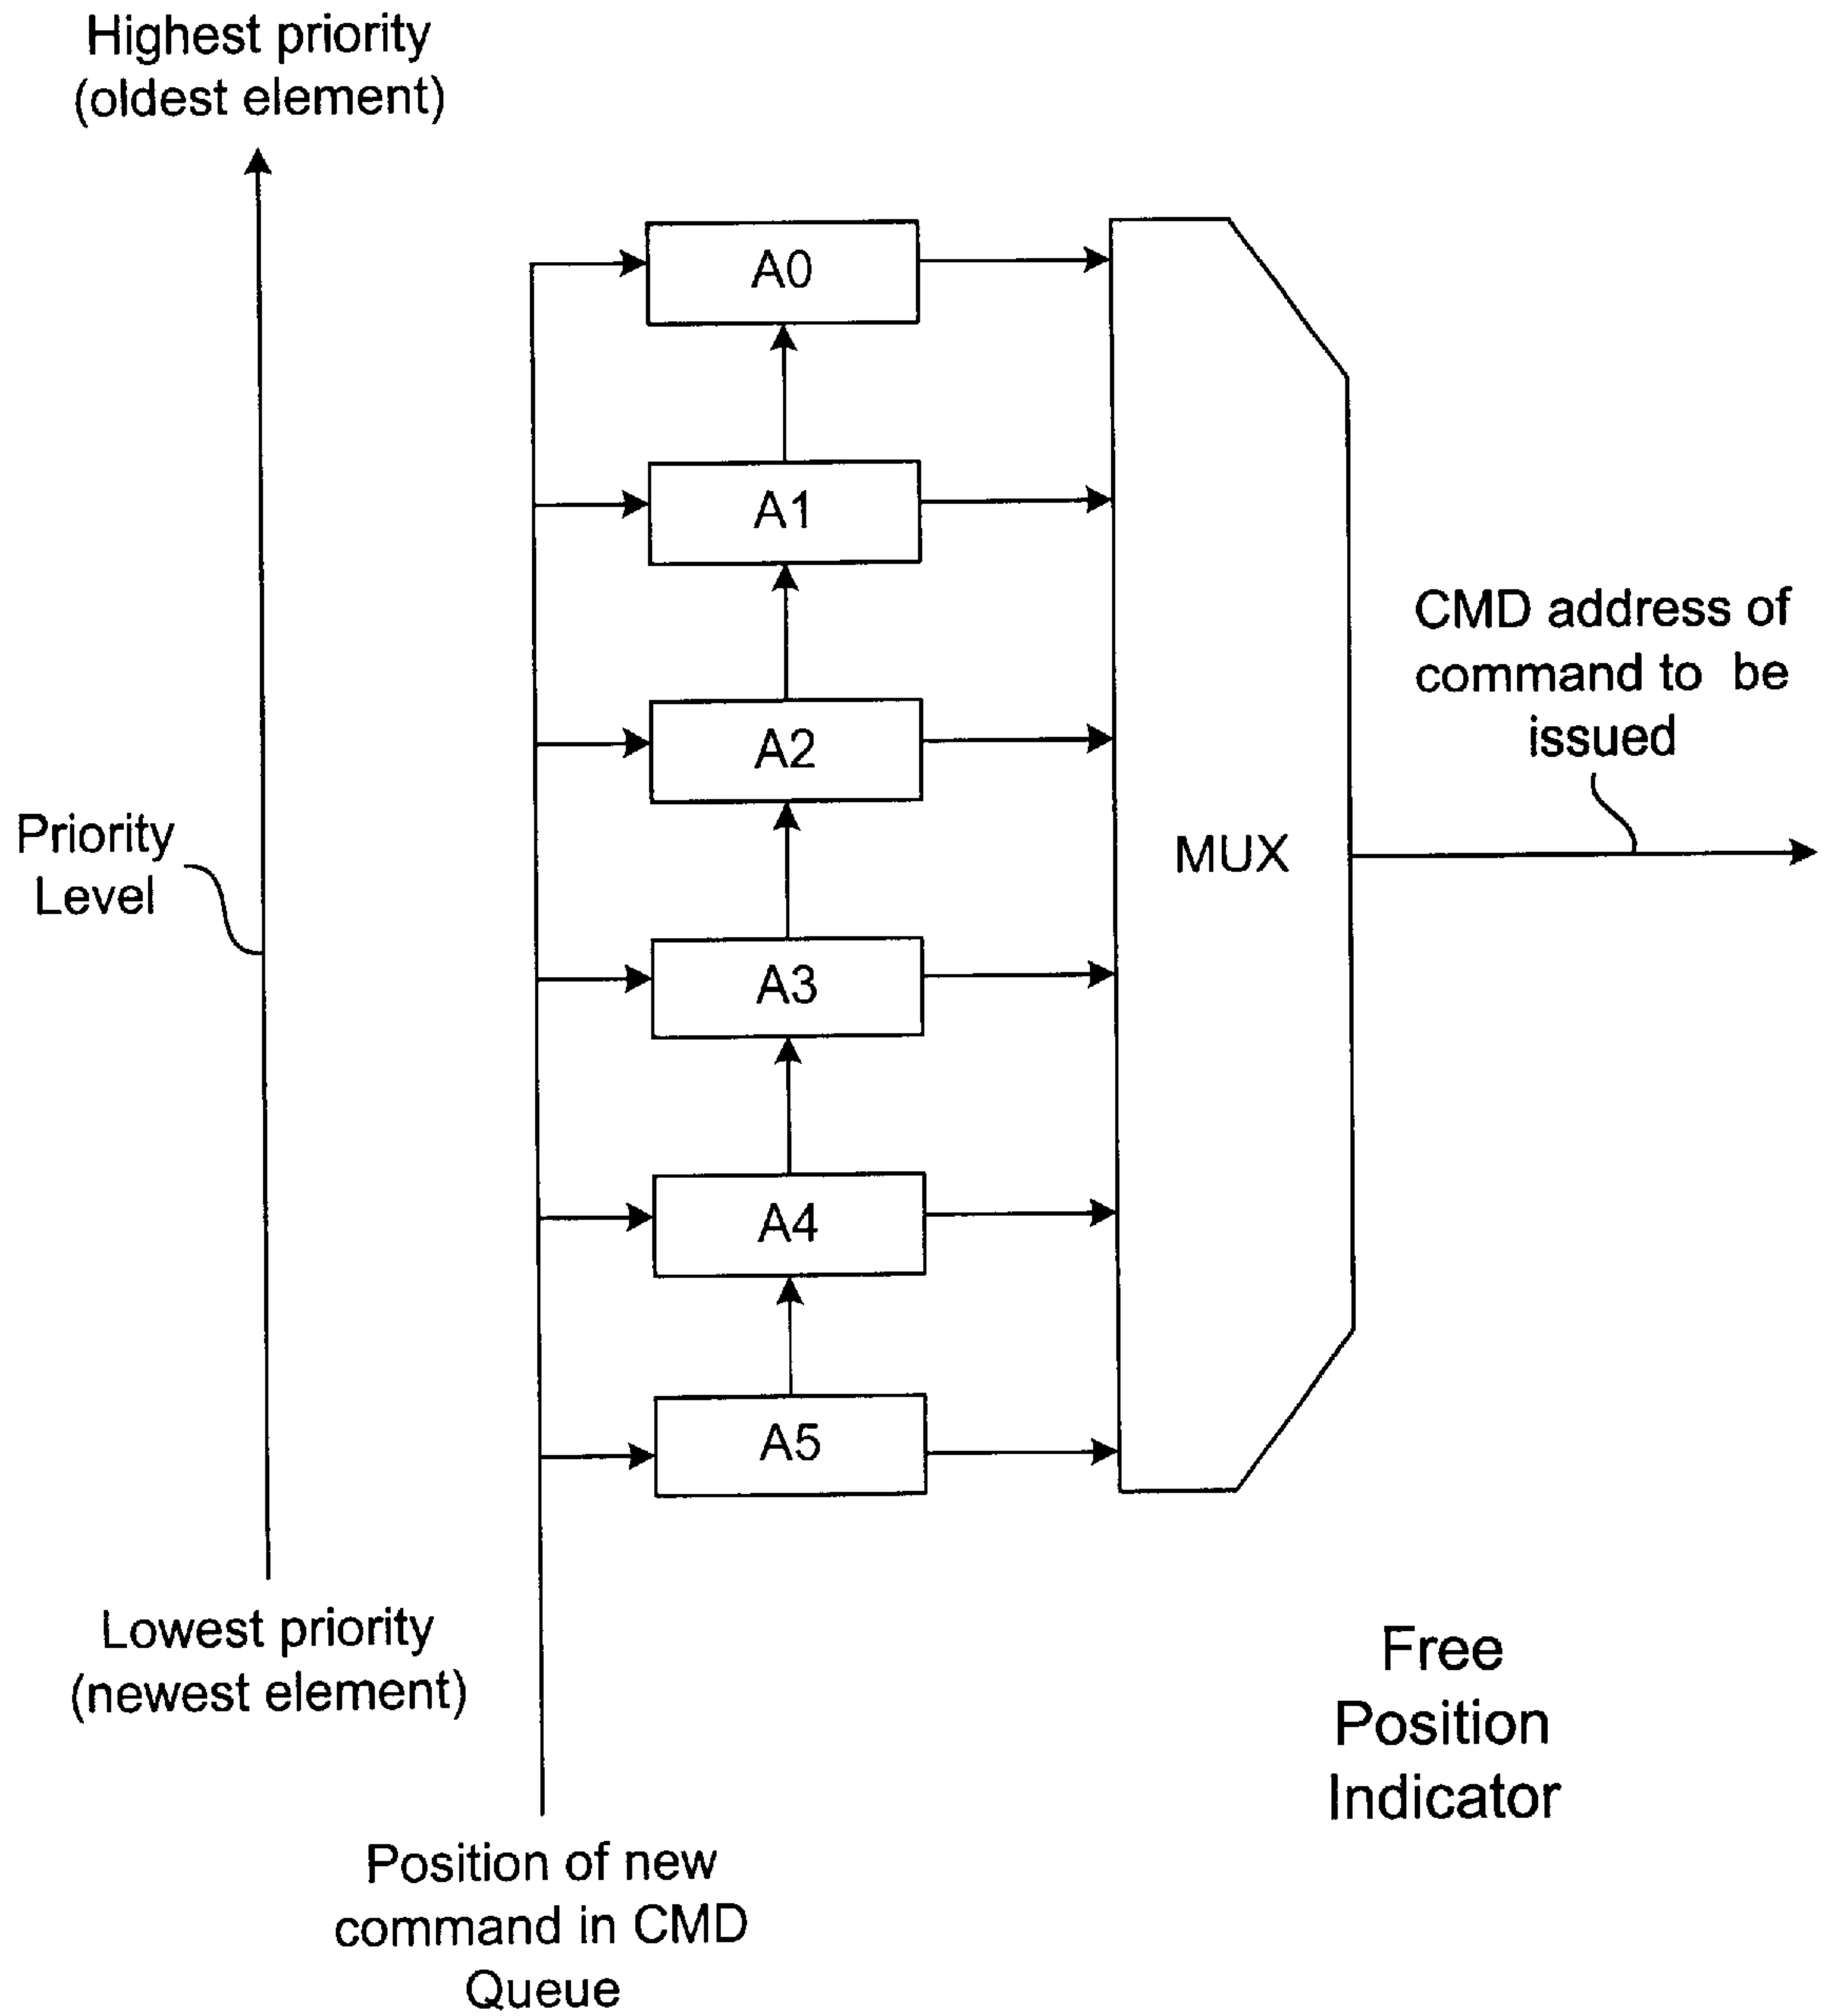 Highest priority
(oldest element)
A0
A1
CMD address of
command to be
issued
A2
Priority
Level
MUX
A3
A4
A5
Lowest priority
(newest element)
Free
Position
Indicator
Position of new
command in CMD
Queue